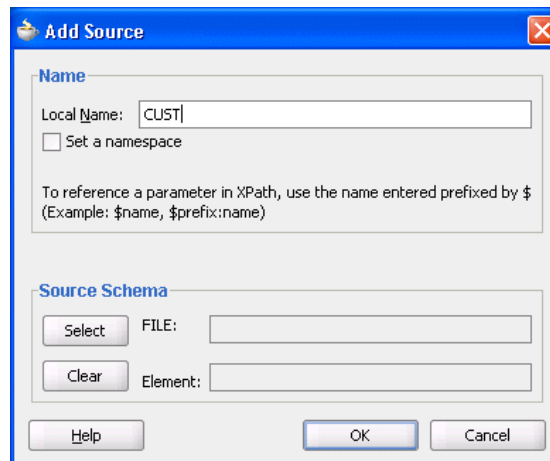 Add Source
Name
Local Name: CUST
Set a namespace
To reference a parameter in XPath, use the name entered prefixed by $
(Example: $name, $prefix:name)
Source Schema
Select FILE:
Clear Element:
Help OK Cancel